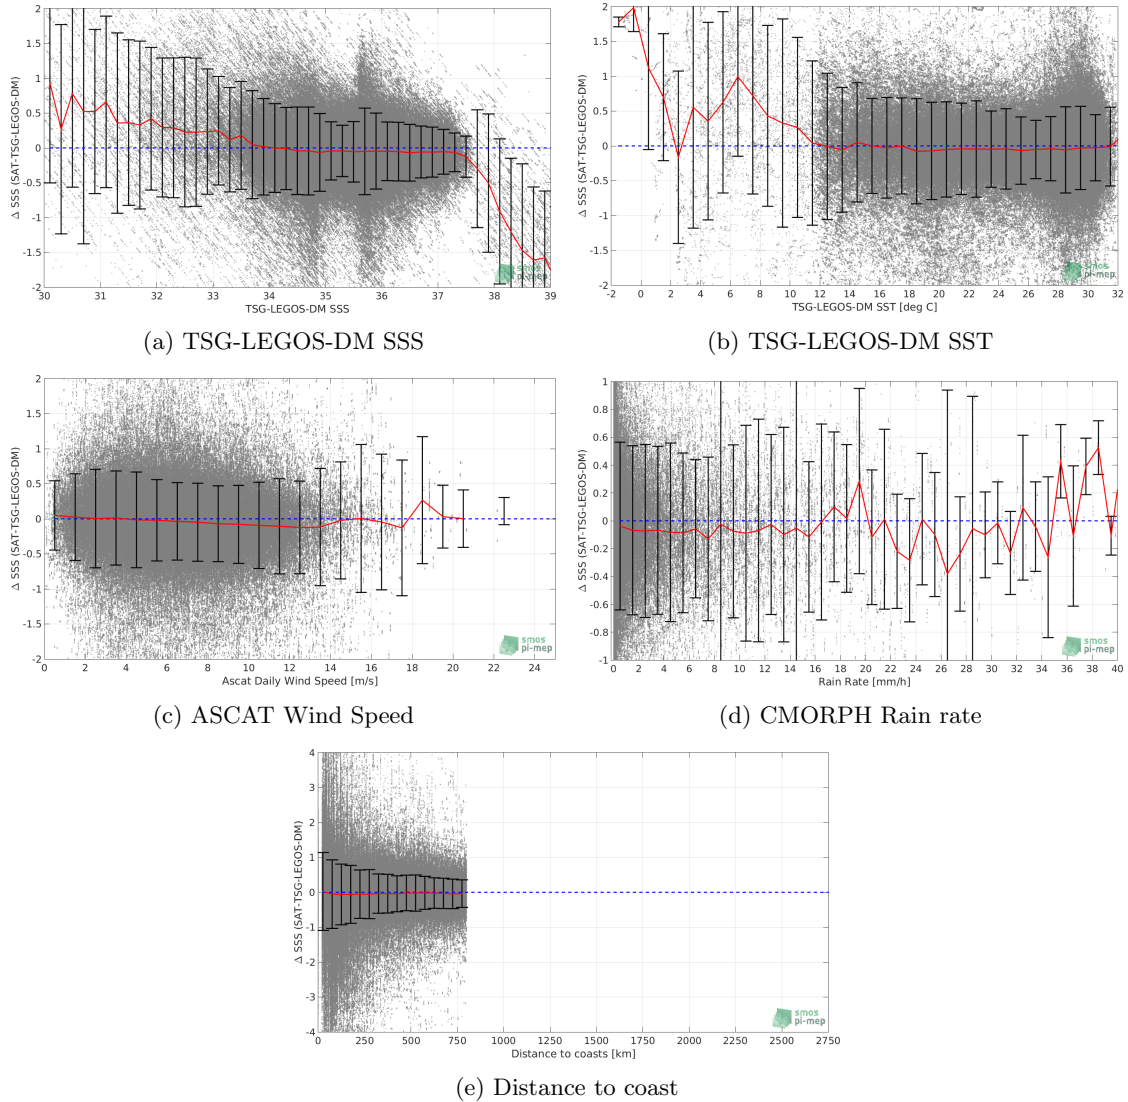 2
1.5
1
0.5
0
-0.5
-1
-1.5
-2
Δ SSS (SAT-TSG-LEGOS-DM)
30 31 32 33 34 35 36 37 38 39
TSG-LEGOS-DM SSS
smos
pi-mep
(a) TSG-LEGOS-DM SSS
2
1.5
1
0.5
0
-0.5
-1
-1.5
-2
Δ SSS (SAT-TSG-LEGOS-DM)
-2 0 2 4 6 8 10 12 14 16 18 20 22 24 26 28 30 32
TSG-LEGOS-DM SST [deg C]
smos
pi-mep
(b) TSG-LEGOS-DM SST
2
1.5
1
0.5
0
-0.5
-1
-1.5
-2
Δ SSS (SAT-TSG-LEGOS-DM)
0 2 4 6 8 10 12 14 16 18 20 22 24
Ascat Daily Wind Speed [m/s]
smos
pi-mep
(c) ASCAT Wind Speed
1
0.8
0.6
0.4
0.2
0
-0.2
-0.4
-0.6
-0.8
-1
Δ SSS (SAT-TSG-LEGOS-DM)
0 2 4 6 8 10 12 14 16 18 20 22 24 26 28 30 32 34 36 38 40
Rain Rate [mm/h]
smos
pi-mep
(d) CMORPH Rain rate
4
3
2
1
0
-1
-2
-3
-4
Δ SSS (SAT-TSG-LEGOS-DM)
0 250 500 750 1000 1250 1500 1750 2000 2250 2500 2750
Distance to coasts [km]
smos
pi-mep
(e) Distance to coast